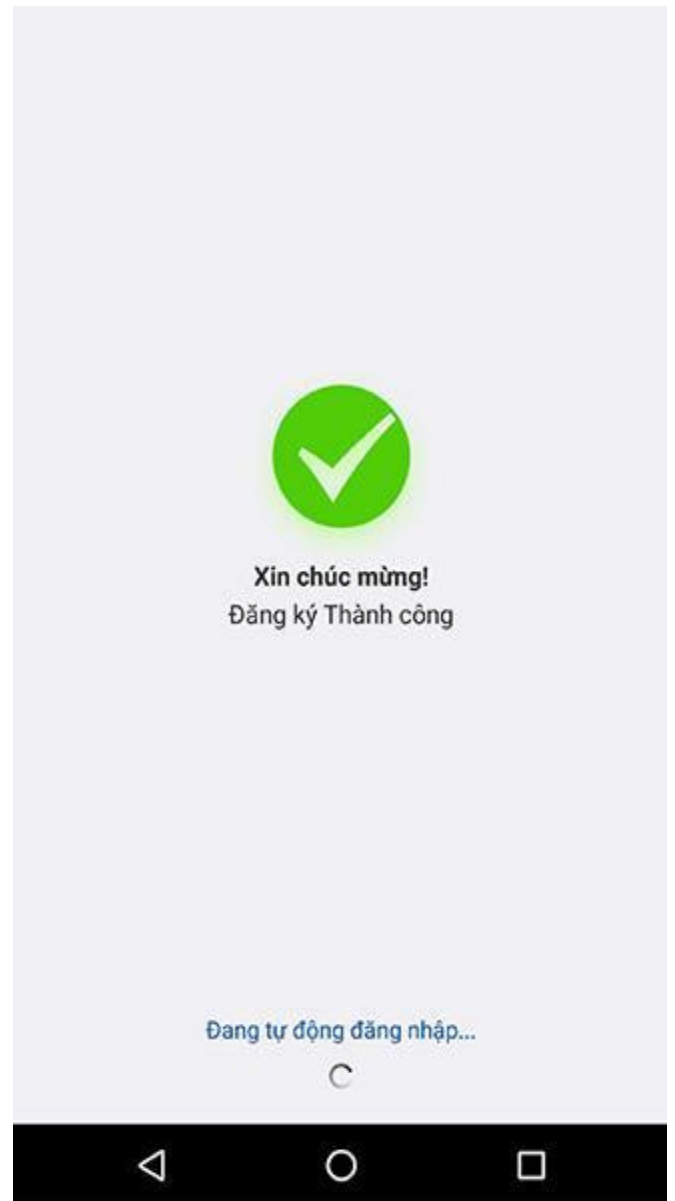 Xin chúc mừng!
Đăng ký Thành công
Đang tự động đăng nhập...